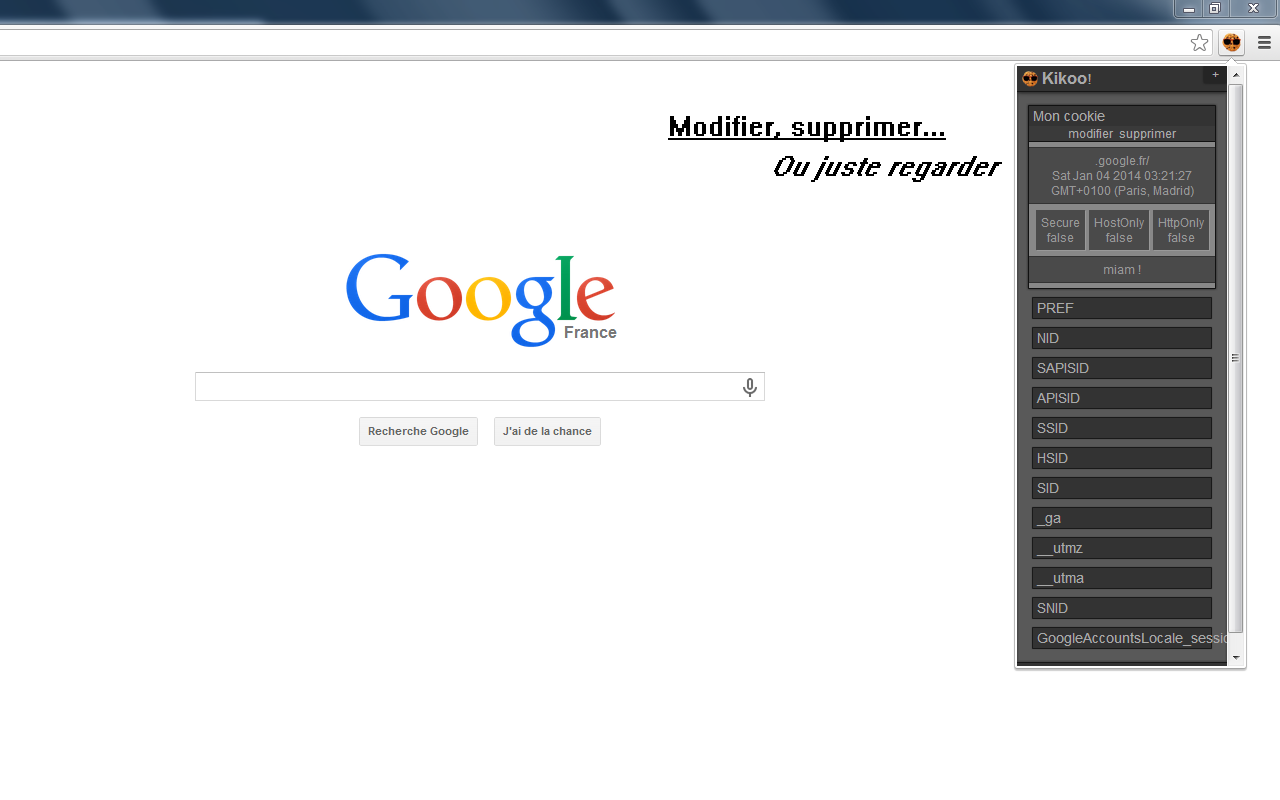 Kikoo!
+
Mon cookie
modifier supprimer
.google.fr/
Sat Jan 04 2014 03:21:27
GMT+0100 (Paris, Madrid)
Secure HostOnly HttpOnly
false false false
miam !
PREF
NID
SAPISID
APISID
SSID
HSID
SID
_ga
__utmz
__utma
SNID
GoogleAccountsLocale_sessio
Modifier, supprimer...
Ou juste regarder
Google
France
Recherche Google
J'ai de la chance